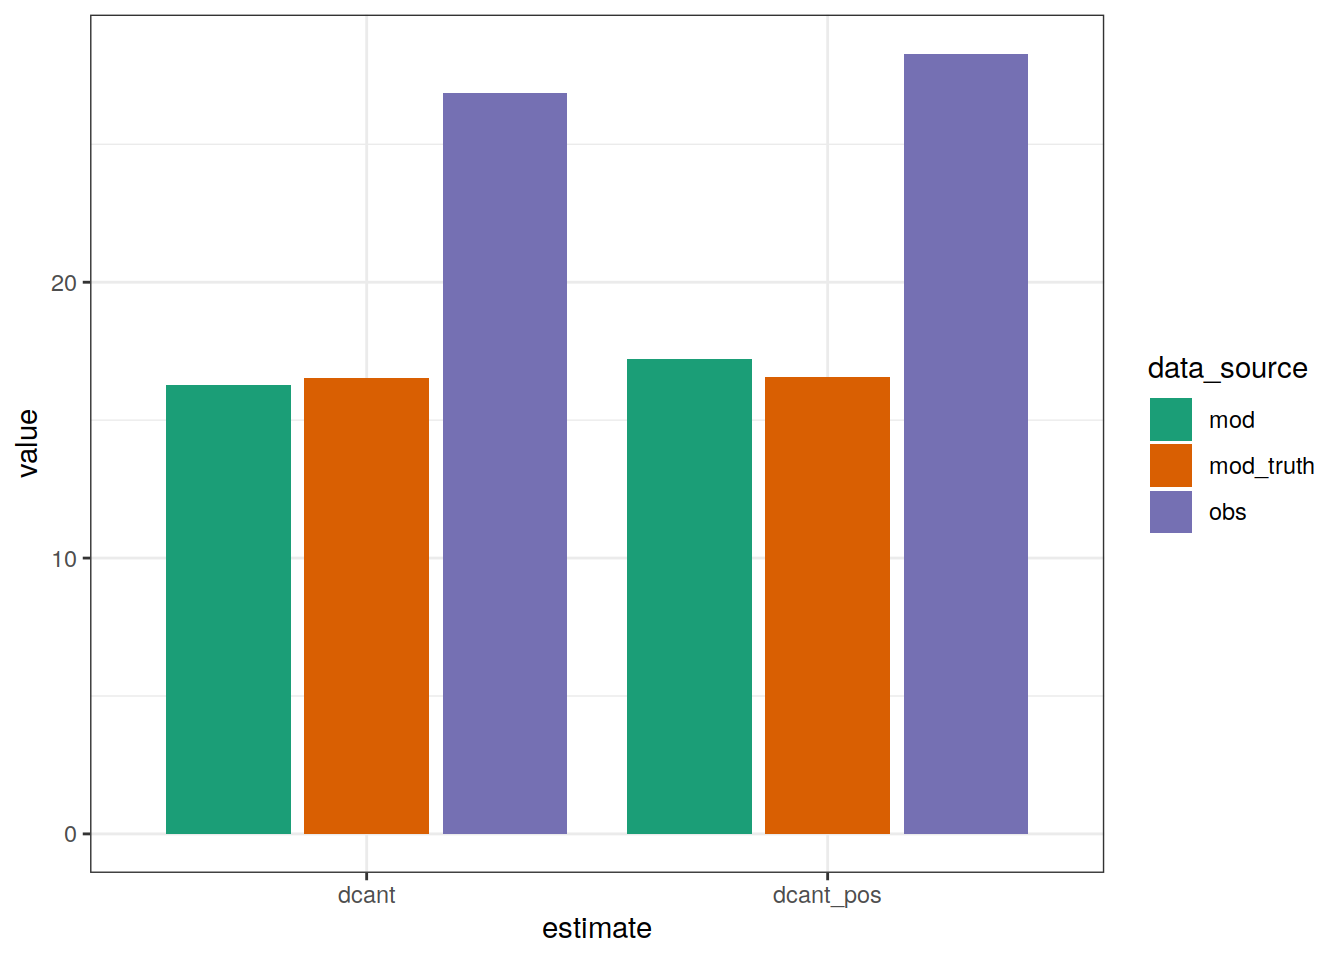 value
20
10
0
dcant
dcant_pos
estimate
data_source
mod
mod_truth
obs